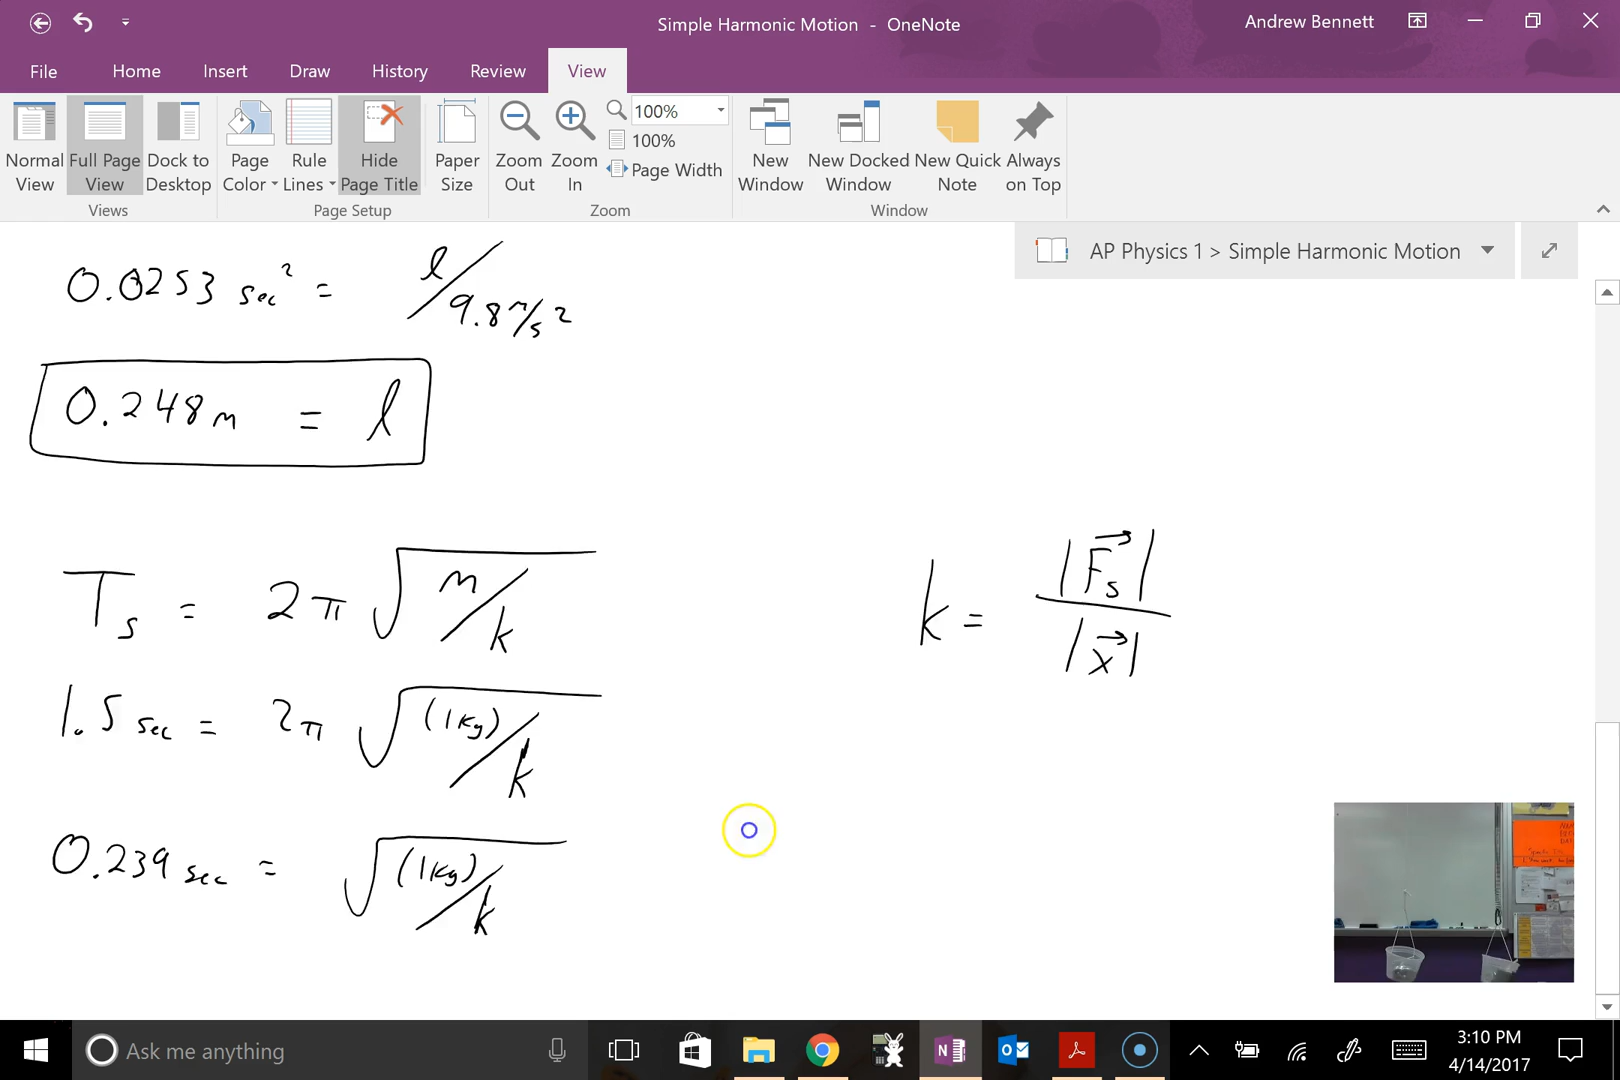 Simple Harmonic Motion - OneNote
Andrew Bennett
File Home Insert Draw History Review View
Normal View
Full Page View
Dock to Desktop
Page Color
Rule Lines
Hide Page Title
Paper Size
Zoom Out
Zoom In
100%
100%
Page Width
New Window
New Docked Window
New Quick Note
Always on Top
Views Page Setup Zoom Window
AP Physics 1 > Simple Harmonic Motion
0.0253 sec² = l/9.8 m/s²
0.248 m = l
T_s = 2π √(m/k)
k = |F⃗_s| / |x⃗|
1.5 sec = 2π √((1kg)/k)
0.239 sec = √((1kg)/k)
Ask me anything
3:10 PM
4/14/2017